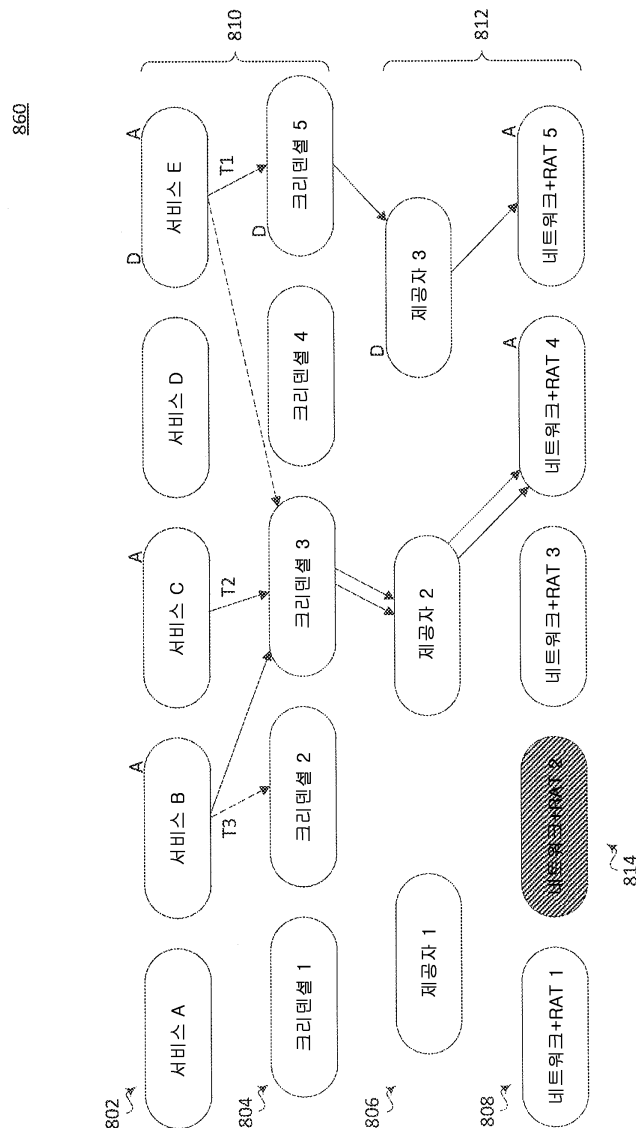 860
802
서비스 A
서비스 B
A
서비스 C
A
서비스 D
D
서비스 E
A
810
T3
T2
T1
804
크리덴셜 1
크리덴셜 2
크리덴셜 3
크리덴셜 4
D
크리덴셜 5
806
제공자 1
제공자 2
D
제공자 3
812
808
네트워크+RAT 1
네트워크+RAT 2
네트워크+RAT 3
네트워크+RAT 4
A
네트워크+RAT 5
A
814